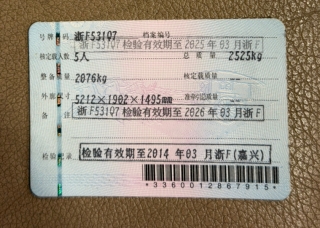 号牌号码 浙F53107 档案编号
浙F53107 检验有效期至 2025年 03月浙F
核定载人数 5人 总质量 2525kg
整备质量 2076kg 核定载质量
外廓尺寸 5212×1902×1495mm 准牵引总质量
备注 浙F53107 检验有效期至 2026年 03月浙F
检验记录 检验有效期至 2014年 03月浙F(嘉兴)
*3360012867915*